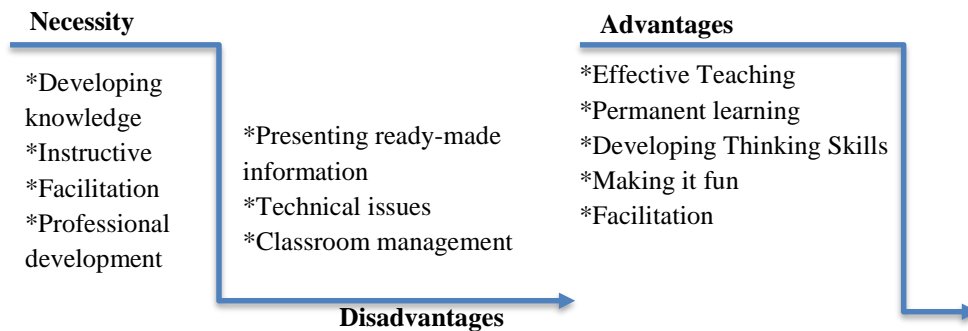 Necessity
*Developing
knowledge
*Instructive
*Facilitation
*Professional
development
*Presenting ready-made
information
*Technical issues
*Classroom management
Disadvantages
Advantages
*Effective Teaching
*Permanent learning
*Developing Thinking Skills
*Making it fun
*Facilitation